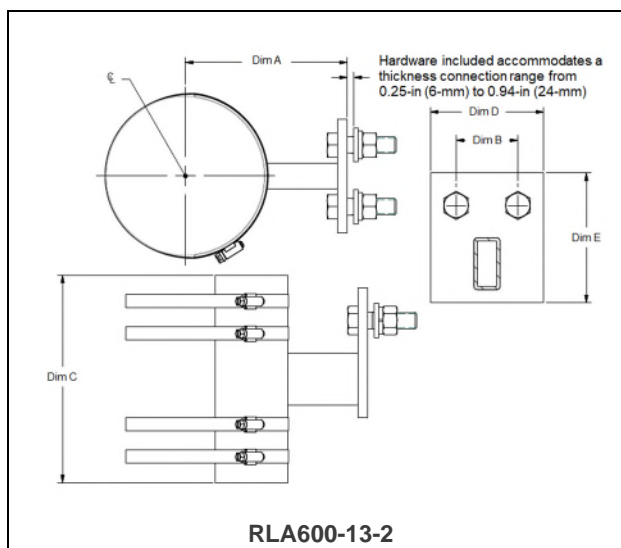 Dim A
Hardware included accommodates a
thickness connection range from
0.25-in (6-mm) to 0.94-in (24-mm)
℄
Dim D
Dim B
Dim E
Dim C
RLA600-13-2